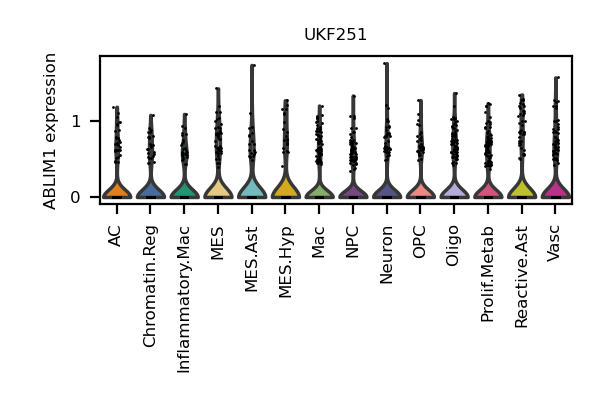 UKF251
ABLIM1 expression
1
0
AC
Chromatin.Reg
Inflammatory.Mac
MES
MES.Ast
MES.Hyp
Mac
NPC
Neuron
OPC
Oligo
Prolif.Metab
Reactive.Ast
Vasc